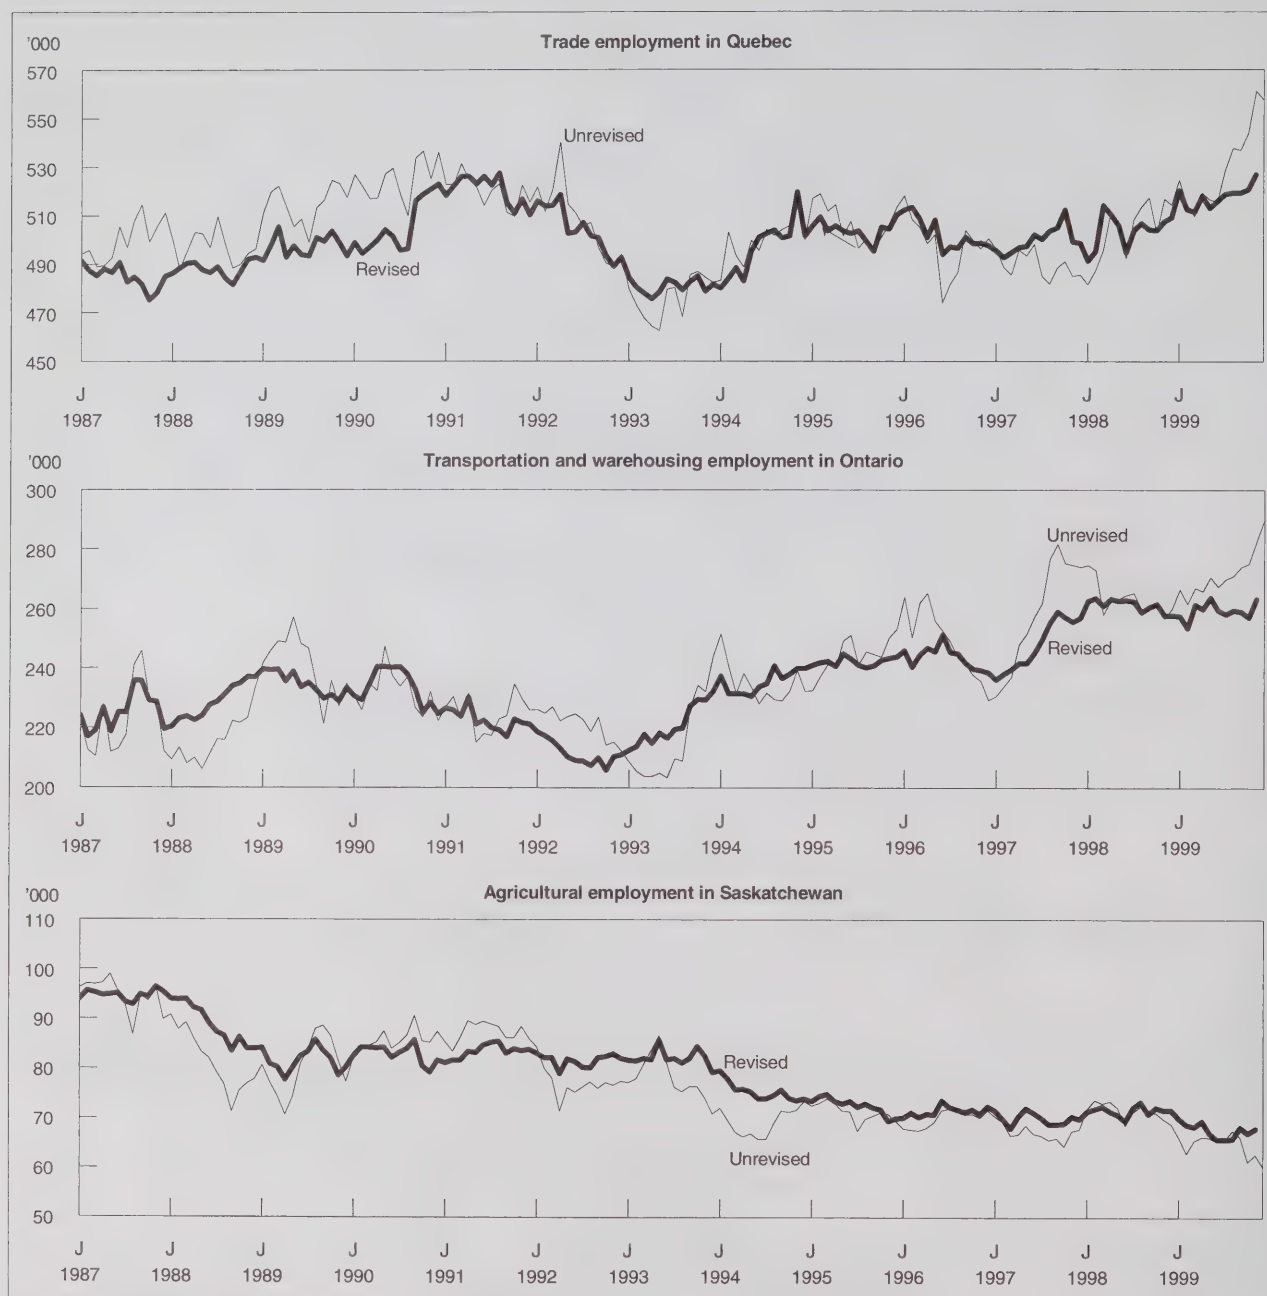 '000 Trade employment in Quebec
570
550
Unrevised
530
510
490
Revised
470
450
J J J J J J J J J J J J J
1987 1988 1989 1990 1991 1992 1993 1994 1995 1996 1997 1998 1999
'000 Transportation and warehousing employment in Ontario
300
Unrevised
280
260
Revised
240
220
200
J J J J J J J J J J J J J
1987 1988 1989 1990 1991 1992 1993 1994 1995 1996 1997 1998 1999
'000 Agricultural employment in Saskatchewan
110
100
90
Revised
80
70
Unrevised
60
50
J J J J J J J J J J J J J
1987 1988 1989 1990 1991 1992 1993 1994 1995 1996 1997 1998 1999